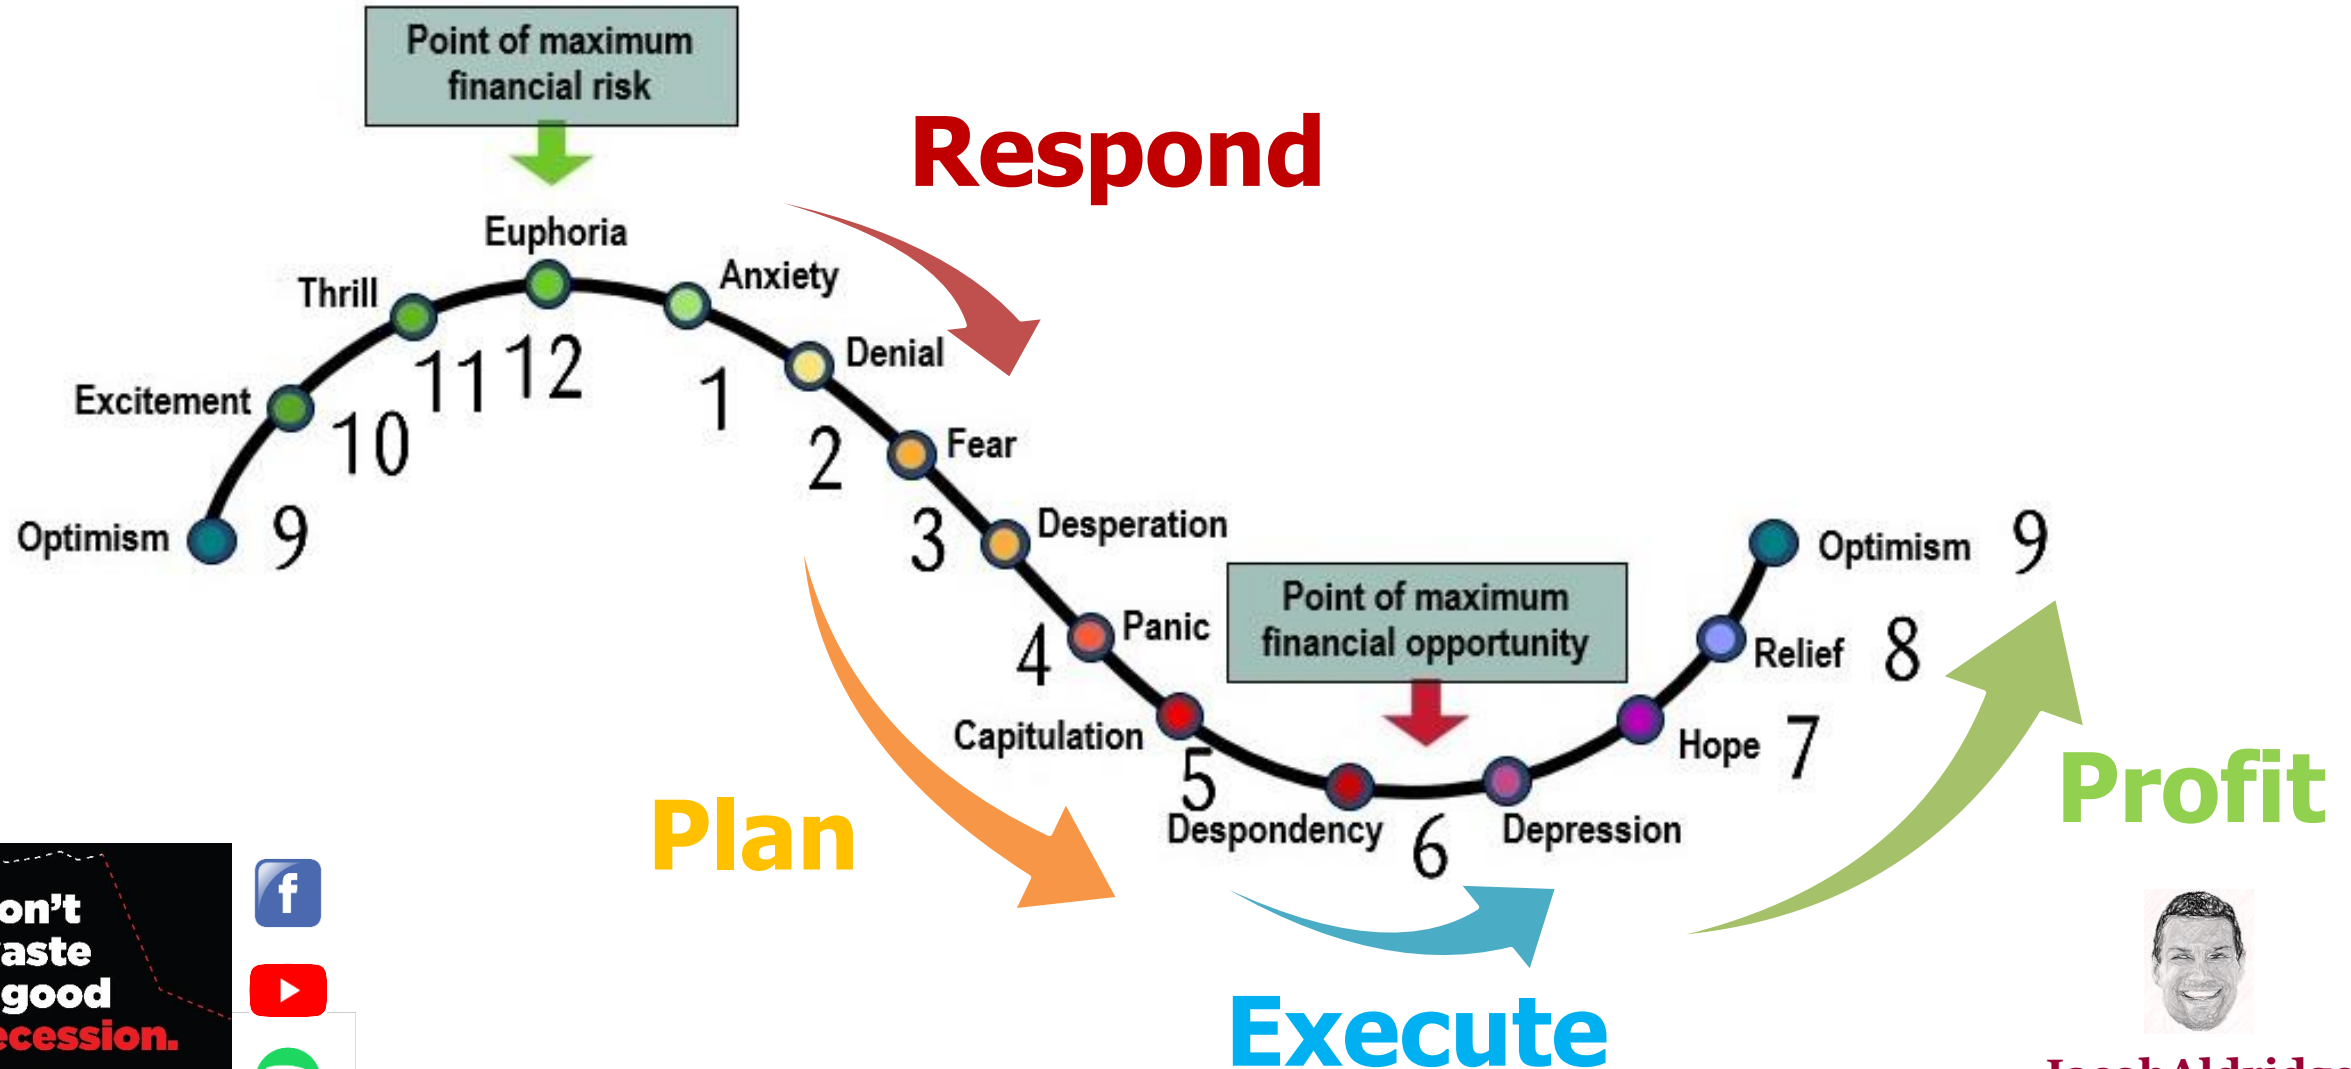 Point of maximum
financial risk
Respond
Euphoria
Anxiety
Thrill
Denial
11 12
1
Excitement
10
2
Fear
Optimism 9
3
Desperation
Optimism 9
Point of maximum
financial opportunity
4
Panic
Relief 8
Capitulation
5
Hope 7
Profit
Plan
Despondency
6
Depression
f
on't
aste
good
ecession.
Execute
JacobAldridge